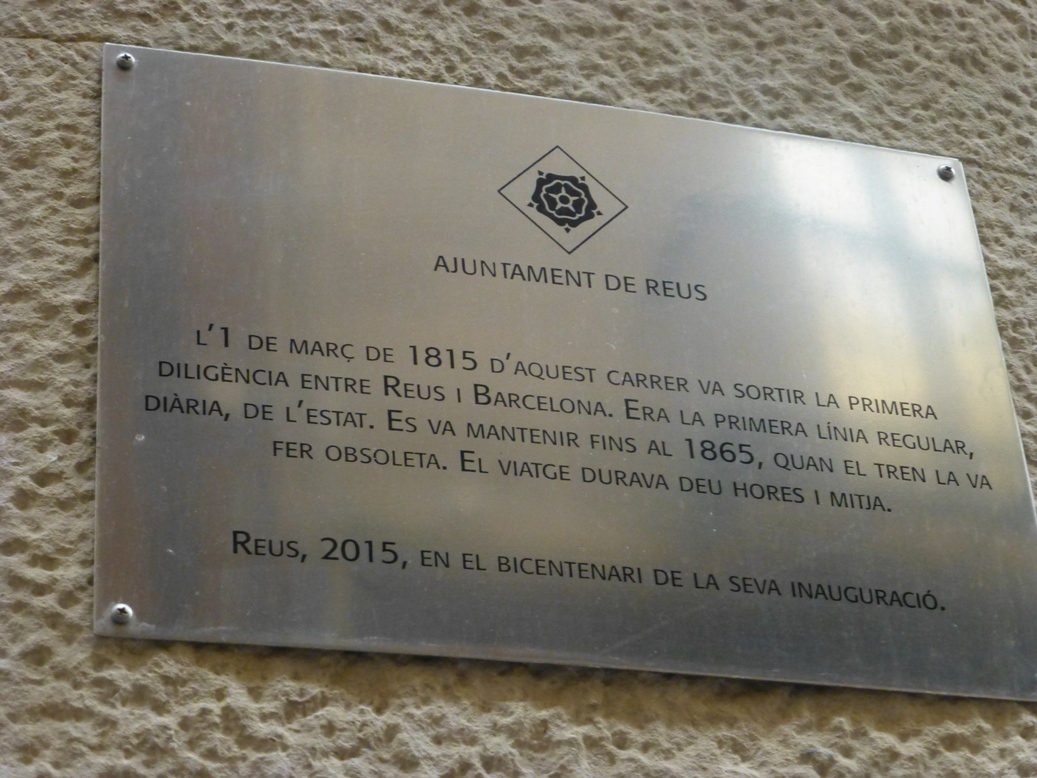 AJUNTAMENT DE REUS
L'1 DE MARÇ DE 1815 D'AQUEST CARRER VA SORTIR LA PRIMERA
DILIGÈNCIA ENTRE REUS I BARCELONA. ERA LA PRIMERA LÍNIA REGULAR,
DIÀRIA, DE L'ESTAT. ES VA MANTENIR FINS AL 1865, QUAN EL TREN LA VA
FER OBSOLETA. EL VIATGE DURAVA DEU HORES I MITJA.
REUS, 2015, EN EL BICENTENARI DE LA SEVA INAUGURACIÓ.